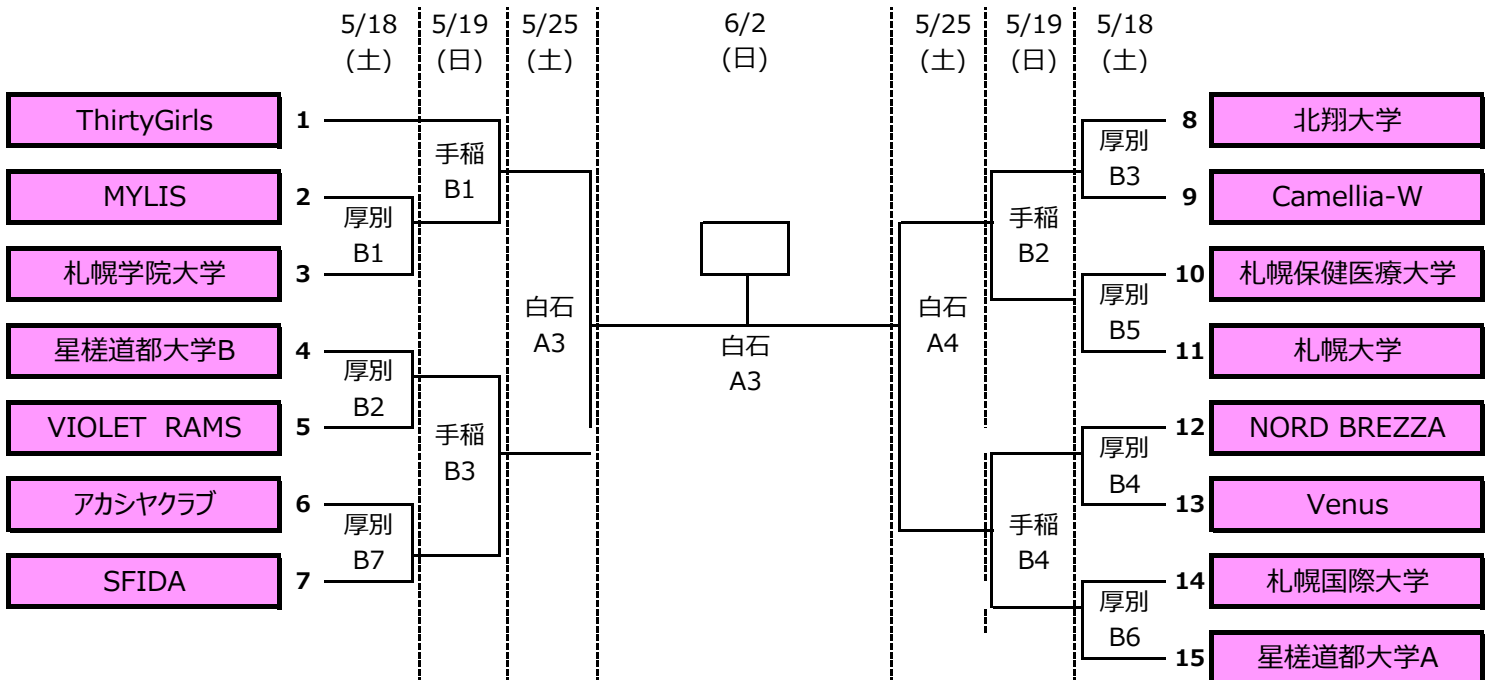 5/18 5/19 5/25 6/2 5/25 5/19 5/18
(土) (日) (土) (日) (土) (日) (土)
ThirtyGirls 1
手稲
B1
MYLIS 2
厚別
B1
札幌学院大学 3
白石
A3
星槎道都大学B 4
厚別
B2
VIOLET RAMS 5
手稲
B3
アカシヤクラブ 6
厚別
B7
SFIDA 7
白石
A3
8 北翔大学
厚別
B3
9 Camellia-W
手稲
B2
10 札幌保健医療大学
厚別
B5
11 札幌大学
白石
A4
12 NORD BREZZA
厚別
B4
13 Venus
手稲
B4
14 札幌国際大学
厚別
B6
15 星槎道都大学A